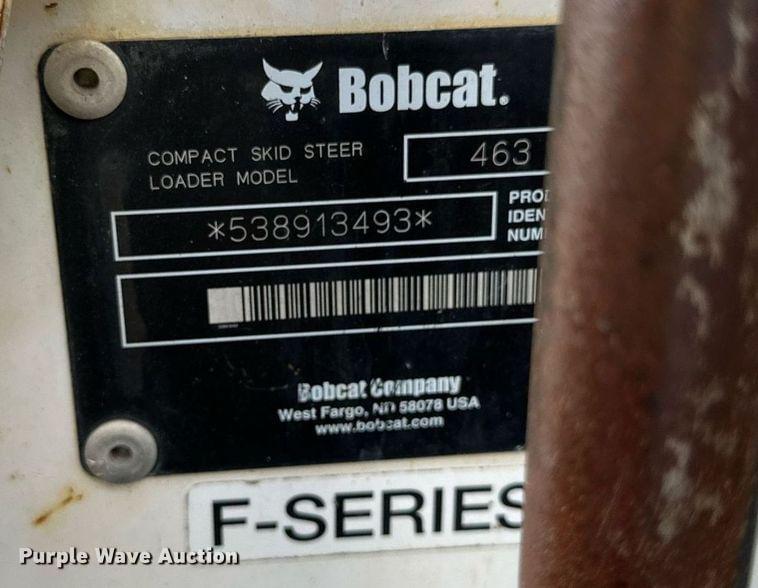 Bobcat.
COMPACT SKID STEER
LOADER MODEL
463
*538913493*
Bobcat Company
West Fargo, ND 58078 USA
www.bobcat.com
F-SERIES
Purple Wave Auction